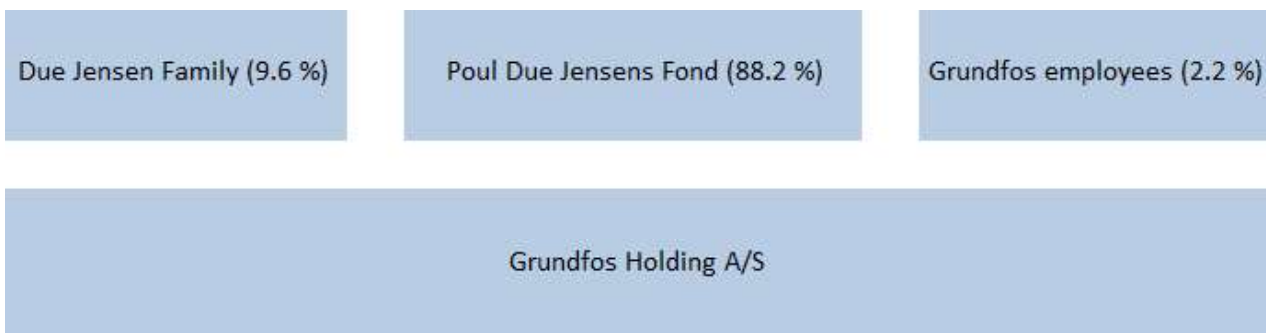 Due Jensen Family (9.6 %)
Poul Due Jensens Fond (88.2 %)
Grundfos employees (2.2 %)
Grundfos Holding A/S